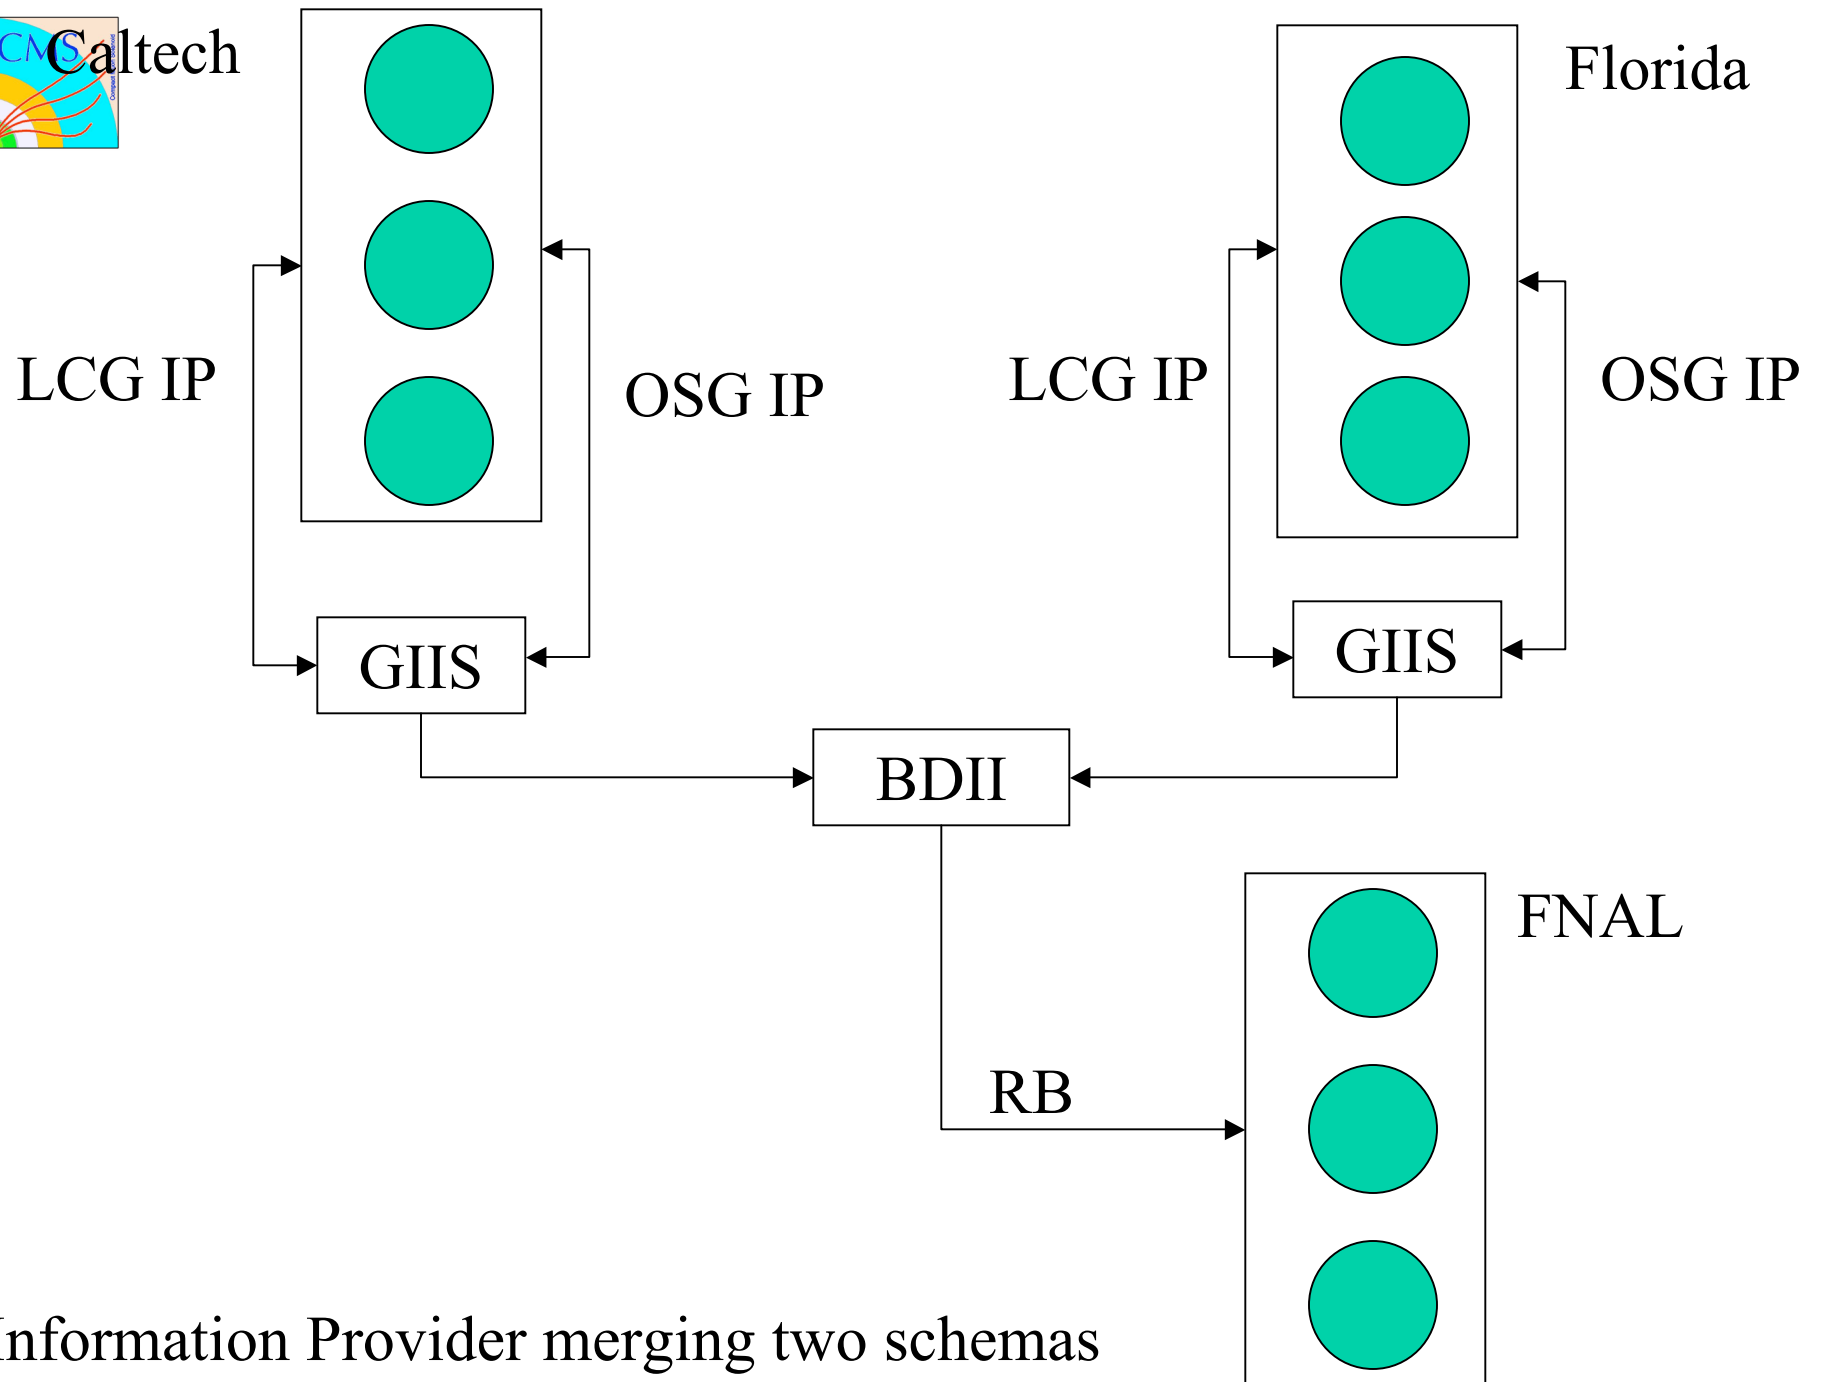 CMS
Caltech
Florida
LCG IP
OSG IP
LCG IP
OSG IP
GIIS
GIIS
BDII
FNAL
RB
Information Provider merging two schemas